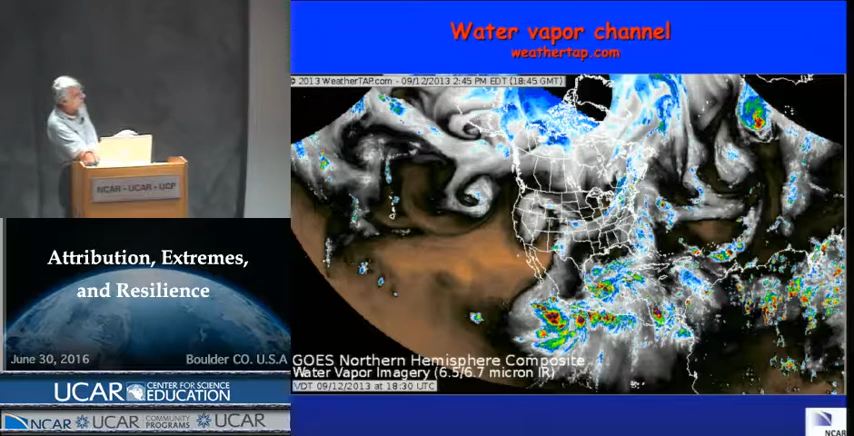 Water vapor channel
weathertap.com
© 2013 WeatherTAP.com - 09/12/2013 2:45 PM EDT (18:45 GMT)
NCAR - UCAR - UCP
Attribution, Extremes,
and Resilience
June 30, 2016
Boulder CO. U.S.A
GOES Northern Hemisphere Composite
Water Vapor Imagery (6.5/6.7 micron IR)
VDT 09/12/2013 at 18:30 UTC
UCAR CENTER FOR SCIENCE EDUCATION
NCAR UCAR COMMUNITY PROGRAMS UCAR
NCAR